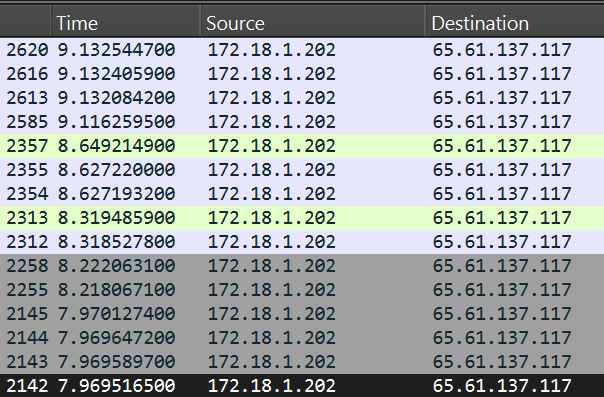 Time Source Destination
2620 9.132544700 172.18.1.202 65.61.137.117
2616 9.132405900 172.18.1.202 65.61.137.117
2613 9.132084200 172.18.1.202 65.61.137.117
2585 9.116259500 172.18.1.202 65.61.137.117
2357 8.649214900 172.18.1.202 65.61.137.117
2355 8.627220000 172.18.1.202 65.61.137.117
2354 8.627193200 172.18.1.202 65.61.137.117
2313 8.319485900 172.18.1.202 65.61.137.117
2312 8.318527800 172.18.1.202 65.61.137.117
2258 8.222063100 172.18.1.202 65.61.137.117
2255 8.218067100 172.18.1.202 65.61.137.117
2145 7.970127400 172.18.1.202 65.61.137.117
2144 7.969647200 172.18.1.202 65.61.137.117
2143 7.969589700 172.18.1.202 65.61.137.117
2142 7.969516500 172.18.1.202 65.61.137.117